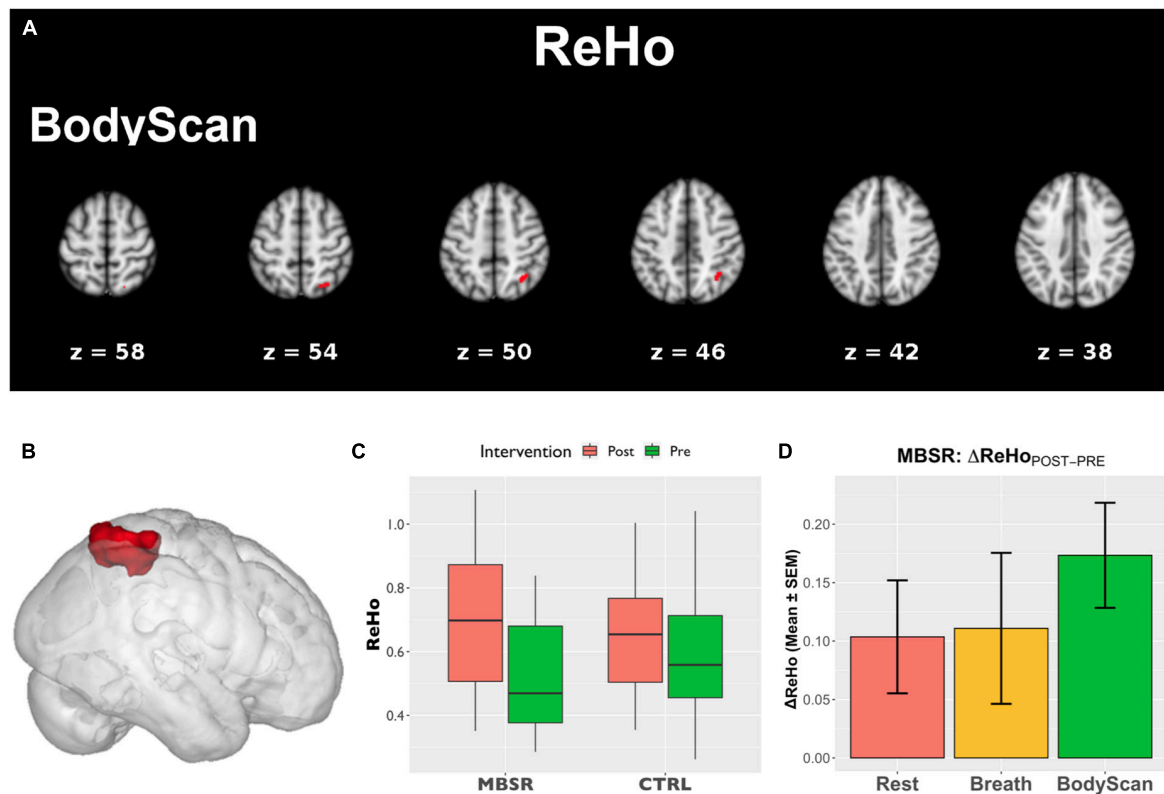 A
ReHo
BodyScan
z = 58
z = 54
z = 50
z = 46
z = 42
z = 38
B
C
Intervention Post Pre
1.0
0.8
0.6
0.4
ReHo
MBSR
CTRL
D
MBSR: ΔReHoPOST–PRE
0.20
0.15
0.10
0.05
0.00
ΔReHo (Mean ± SEM)
Rest
Breath
BodyScan